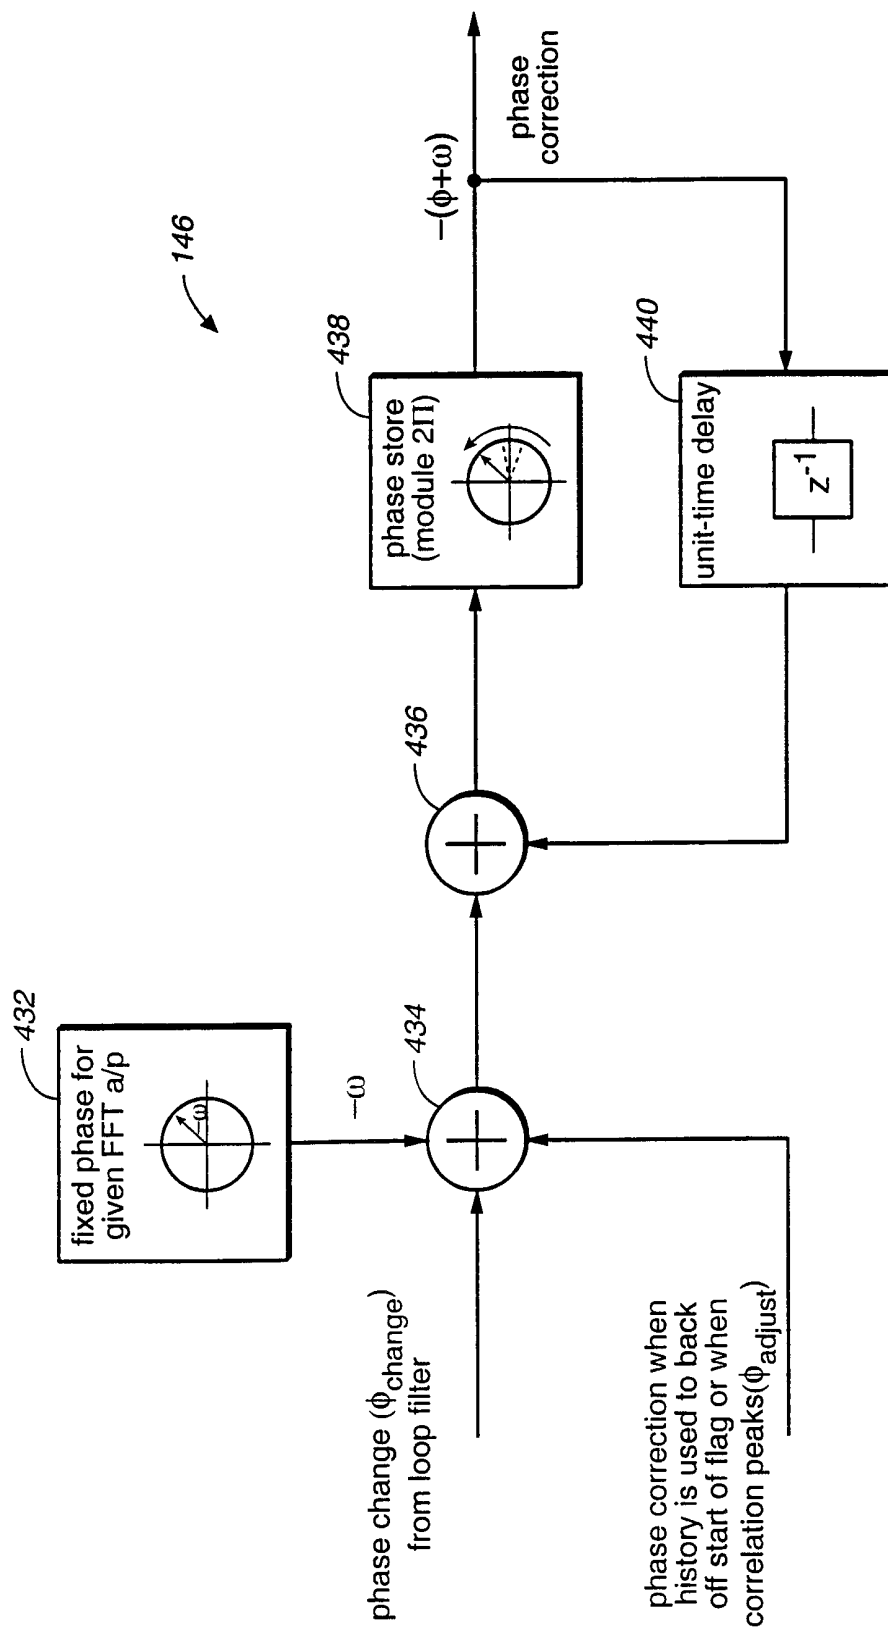 146
432
fixed phase for
given FFT a/p
-ω
-ω
434
436
438
phase store
(module 2Π)
-(ϕ+ω)
phase
correction
phase change (ϕchange)
from loop filter
440
unit-time delay
z-1
phase correction when
history is used to back
off start of flag or when
correlation peaks(ϕadjust)